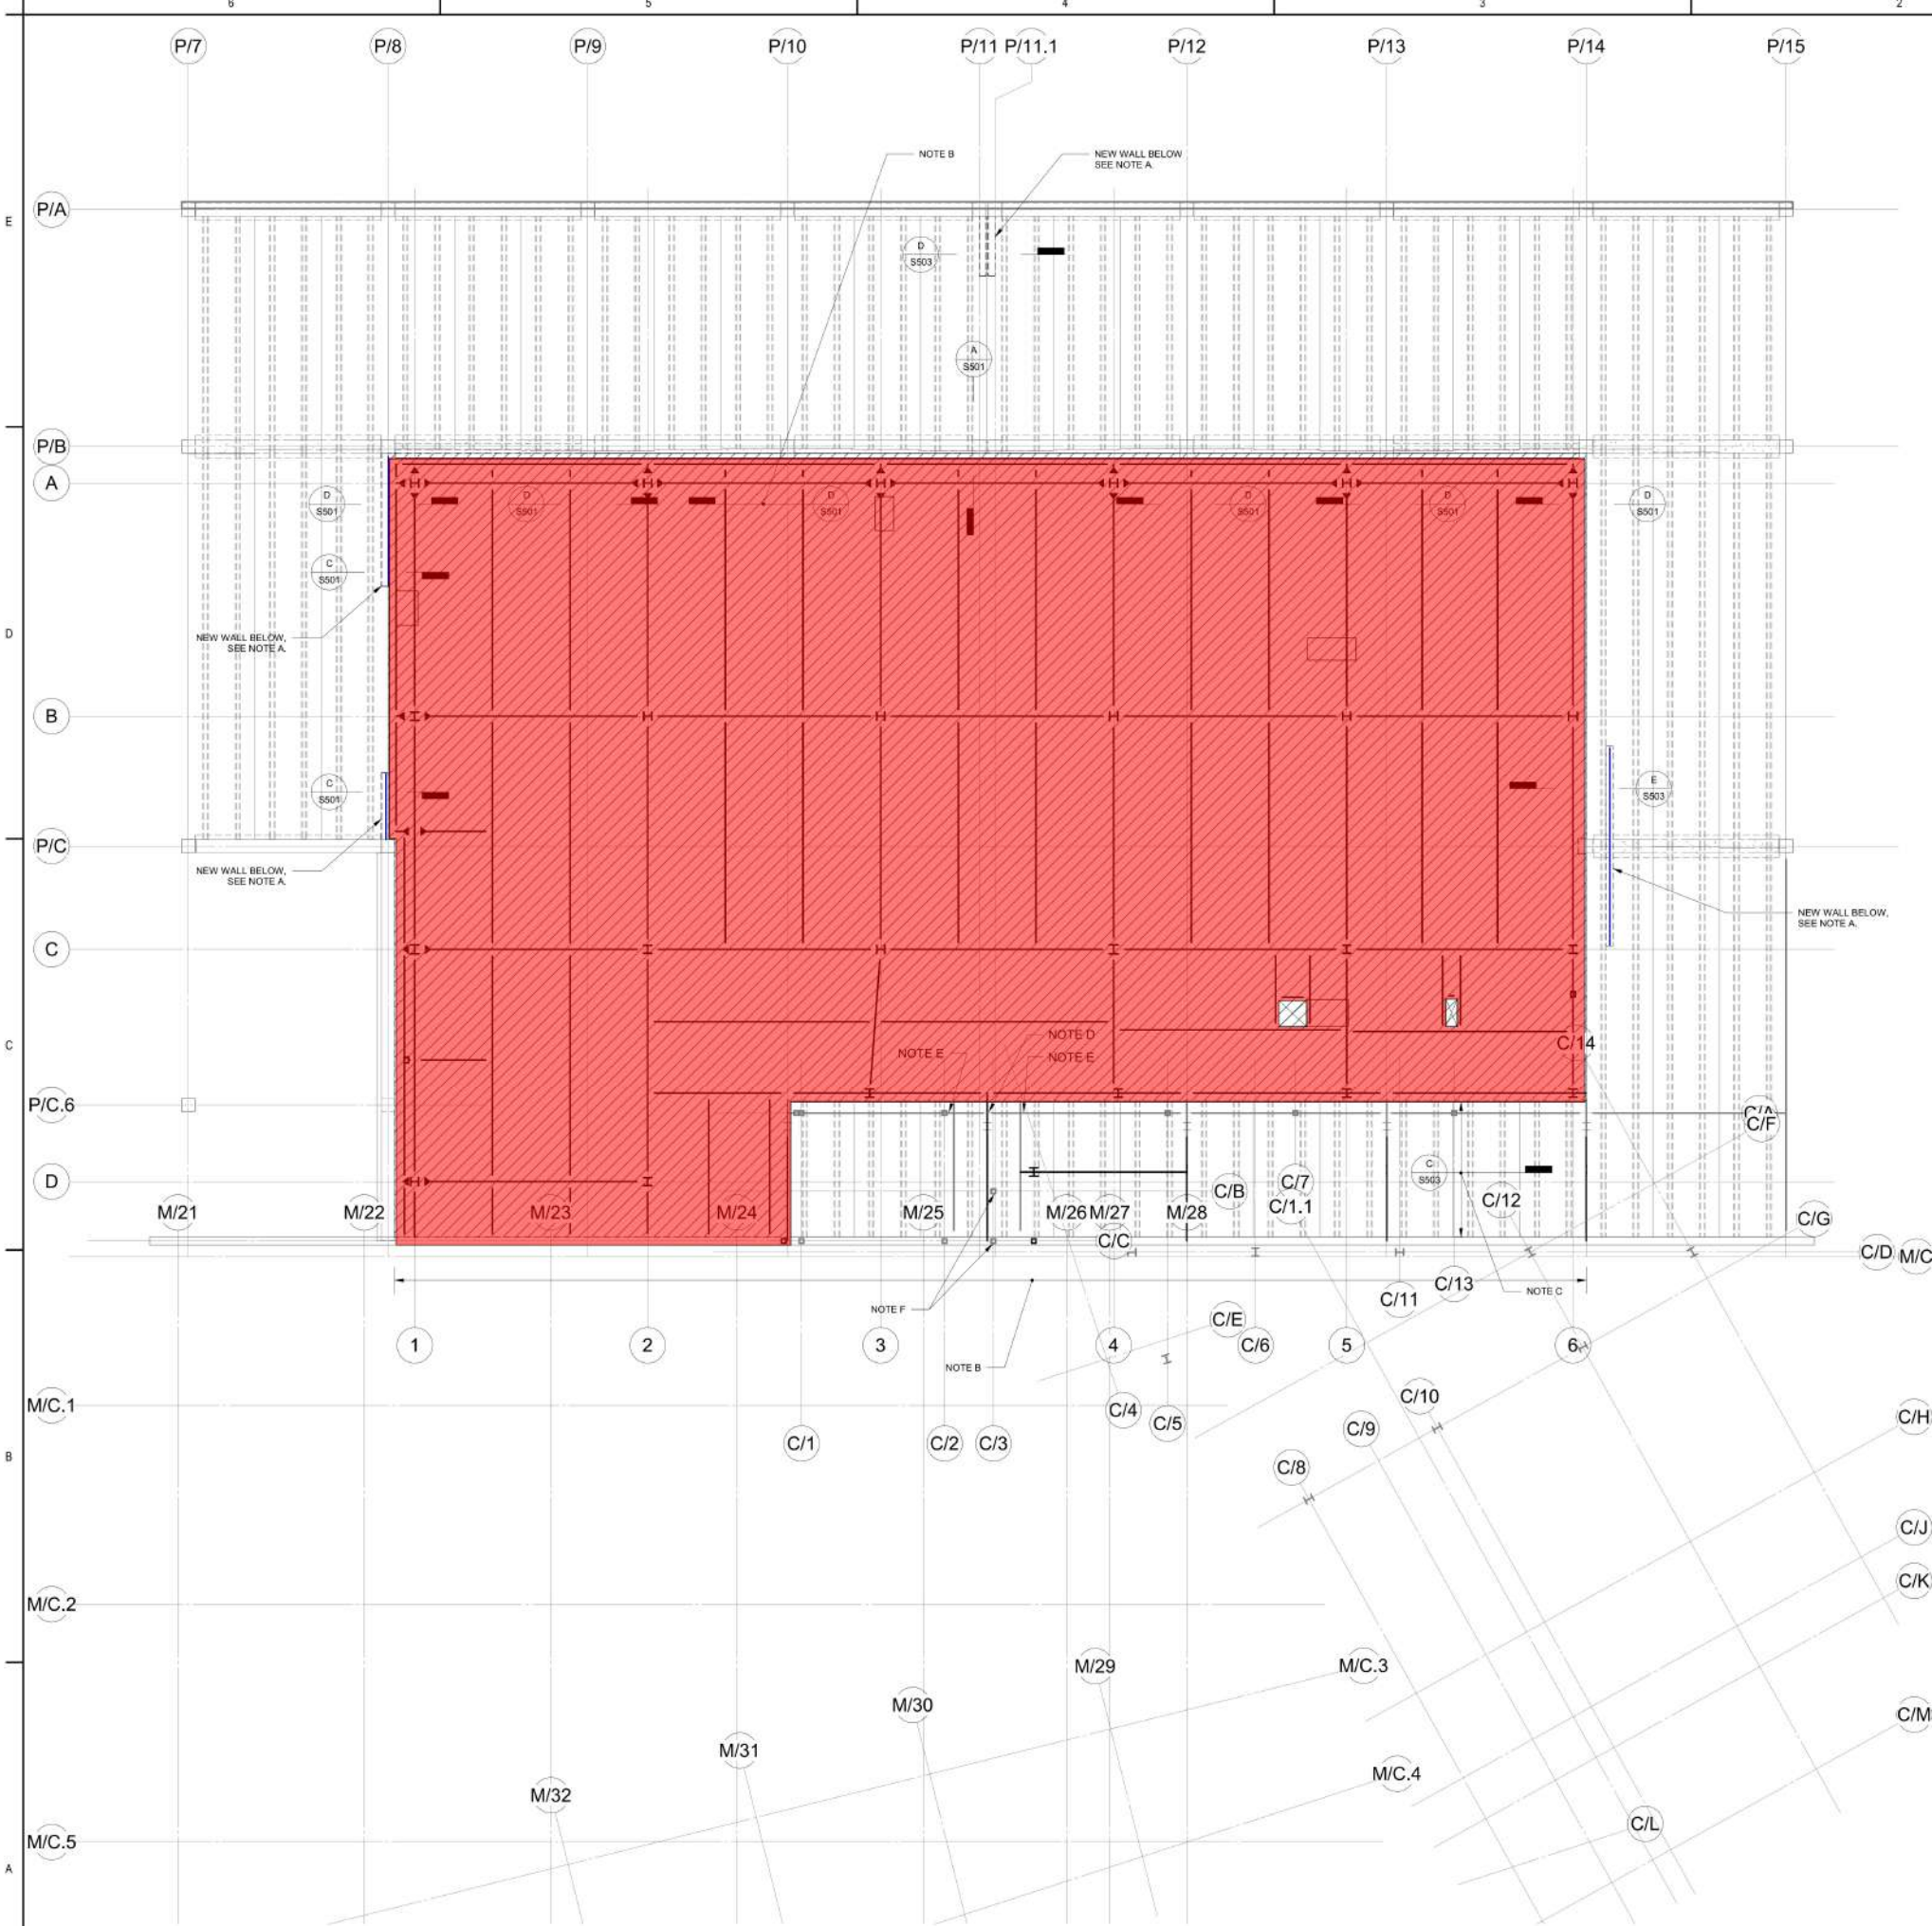 6
5
4
3
2
P/7
P/8
P/9
P/10
P/11
P/11.1
P/12
P/13
P/14
P/15
NOTE B
NEW WALL BELOW
SEE NOTE A.
E
P/A
D
S503
A
S501
P/B
A
D
S501
D
S501
D
S501
D
S501
D
S501
D
S501
C
S501
D
NEW WALL BELOW,
SEE NOTE A.
B
C
S501
E
S503
P/C
NEW WALL BELOW,
SEE NOTE A.
NEW WALL BELOW,
SEE NOTE A.
C
C
NOTE D
NOTE E
NOTE E
C/14
P/C.6
C/A
C/F
D
C
S503
C/B
C/7
C/1.1
C/12
M/21
M/22
M/23
M/24
M/25
M/26
M/27
M/28
C/G
C/C
C/D
M/C
C/13
NOTE C
C/11
NOTE F
C/E
1
2
3
4
C/6
5
6
NOTE B
M/C.1
C/10
C/4
C/5
C/9
C/H
C/1
C/2
C/3
B
C/8
C/J
C/K
M/C.2
M/29
M/C.3
M/30
C/M
M/31
M/C.4
M/32
C/L
M/C.5
A